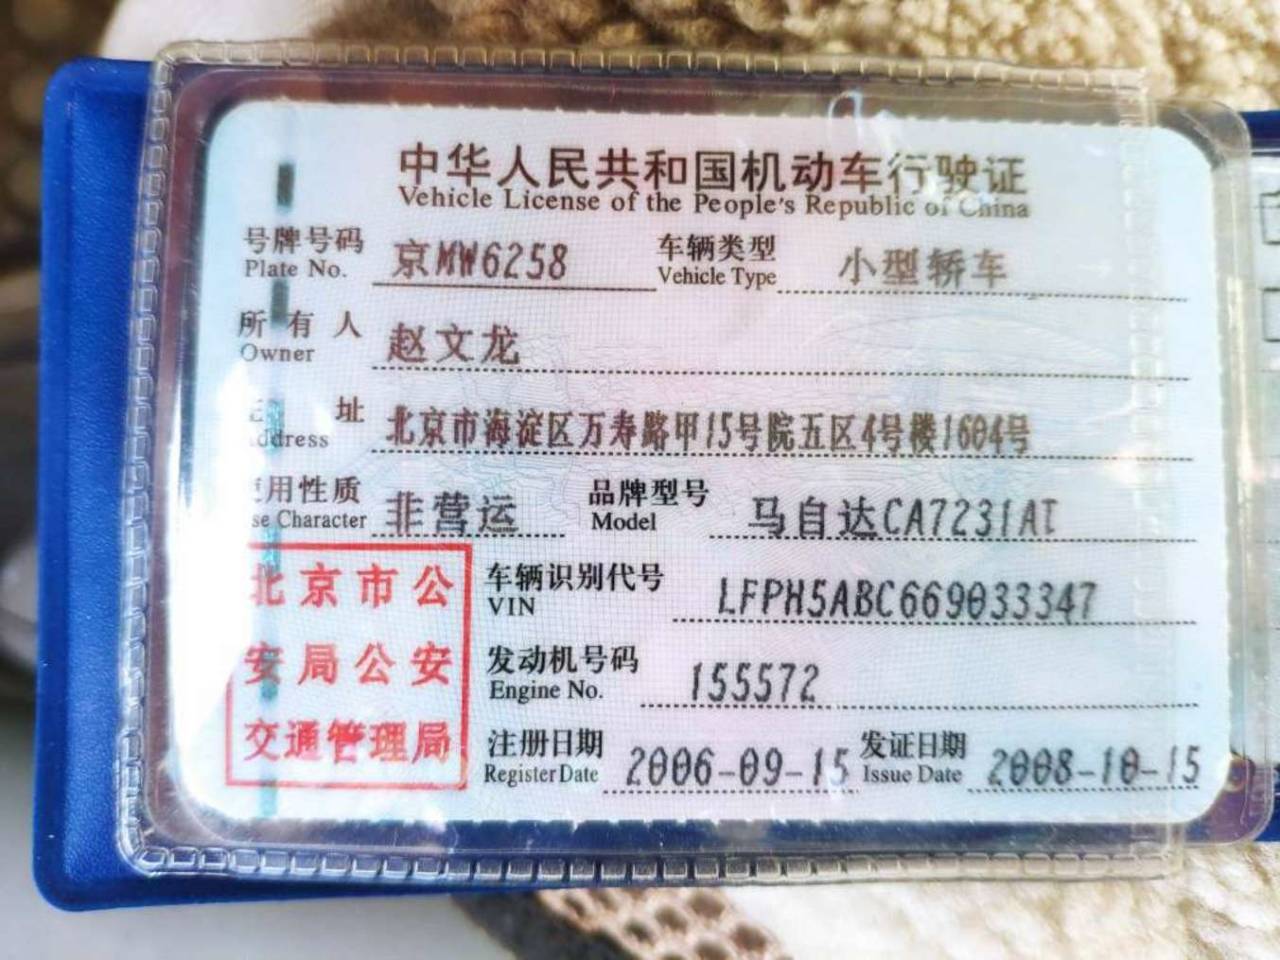 中华人民共和国机动车行驶证
Vehicle License of the People's Republic of China
号牌号码 京MW6258 车辆类型 小型轿车
Plate No. Vehicle Type
所有人 赵文龙
Owner
址 北京市海淀区万寿路甲15号院五区4号楼1604号
ddress
用性质 非营运 品牌型号 马自达CA7231AT
se Character Model
北京市公
安局公安
交通管理局
车辆识别代号 LFPH5ABC669033347
VIN
发动机号码 155572
Engine No.
注册日期 2006-09-15 发证日期 2008-10-15
Register Date Issue Date